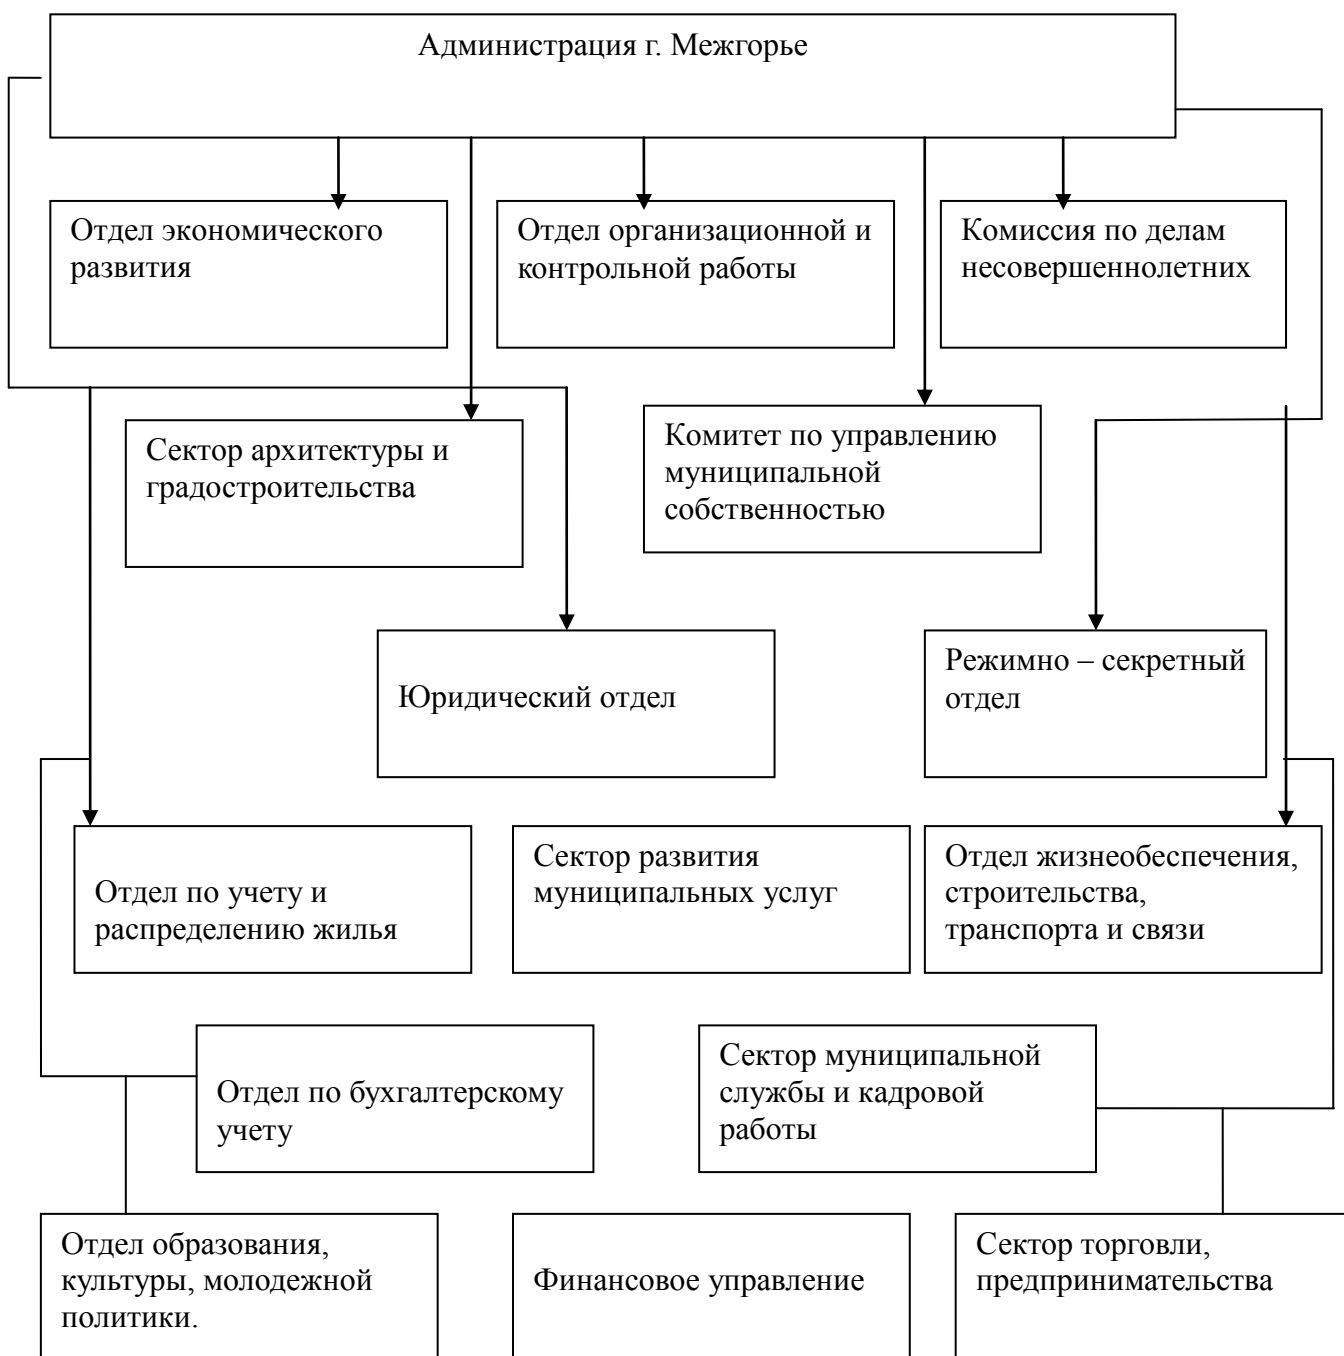 Администрация г. Межгорье
Отдел экономического
развития
Отдел организационной и
контрольной работы
Комиссия по делам
несовершеннолетних
Сектор архитектуры и
градостроительства
Комитет по управлению
муниципальной
собственностью
Юридический отдел
Режимно – секретный
отдел
Отдел по учету и
распределению жилья
Сектор развития
муниципальных услуг
Отдел жизнеобеспечения,
строительства,
транспорта и связи
Отдел по бухгалтерскому
учету
Сектор муниципальной
службы и кадровой
работы
Отдел образования,
культуры, молодежной
политики.
Финансовое управление
Сектор торговли,
предпринимательства